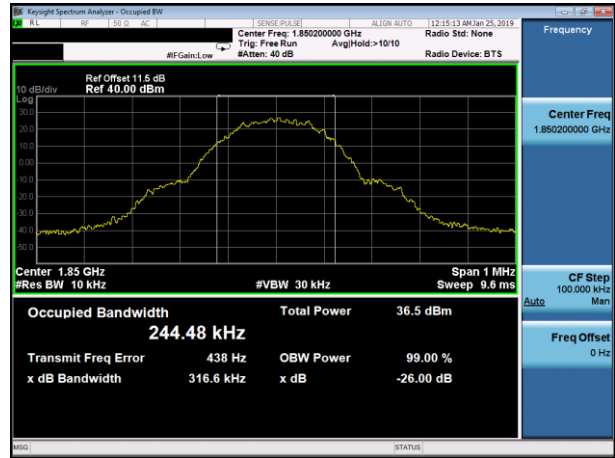 Keysight Spectrum Analyzer - Occupied BW
RL RF 50 Ω AC SENSE:PULSE ALIGN AUTO 12:15:13 AM Jan 25, 2019
Center Freq: 1.850200000 GHz Radio Std: None
Trig: Free Run Avg|Hold:>10/10
#IFGain:Low #Atten: 40 dB Radio Device: BTS
Frequency
Ref Offset 11.5 dB
10 dB/div Ref 40.00 dBm
Log
30.0
20.0
10.0
0.00
-10.0
-20.0
-30.0
-40.0
-50.0
Center Freq
1.850200000 GHz
Center 1.85 GHz Span 1 MHz
#Res BW 10 kHz #VBW 30 kHz Sweep 9.6 ms
CF Step
100.000 kHz
Auto Man
Occupied Bandwidth Total Power 36.5 dBm
244.48 kHz
Freq Offset
0 Hz
Transmit Freq Error 438 Hz OBW Power 99.00 %
x dB Bandwidth 316.6 kHz x dB -26.00 dB
MSG STATUS